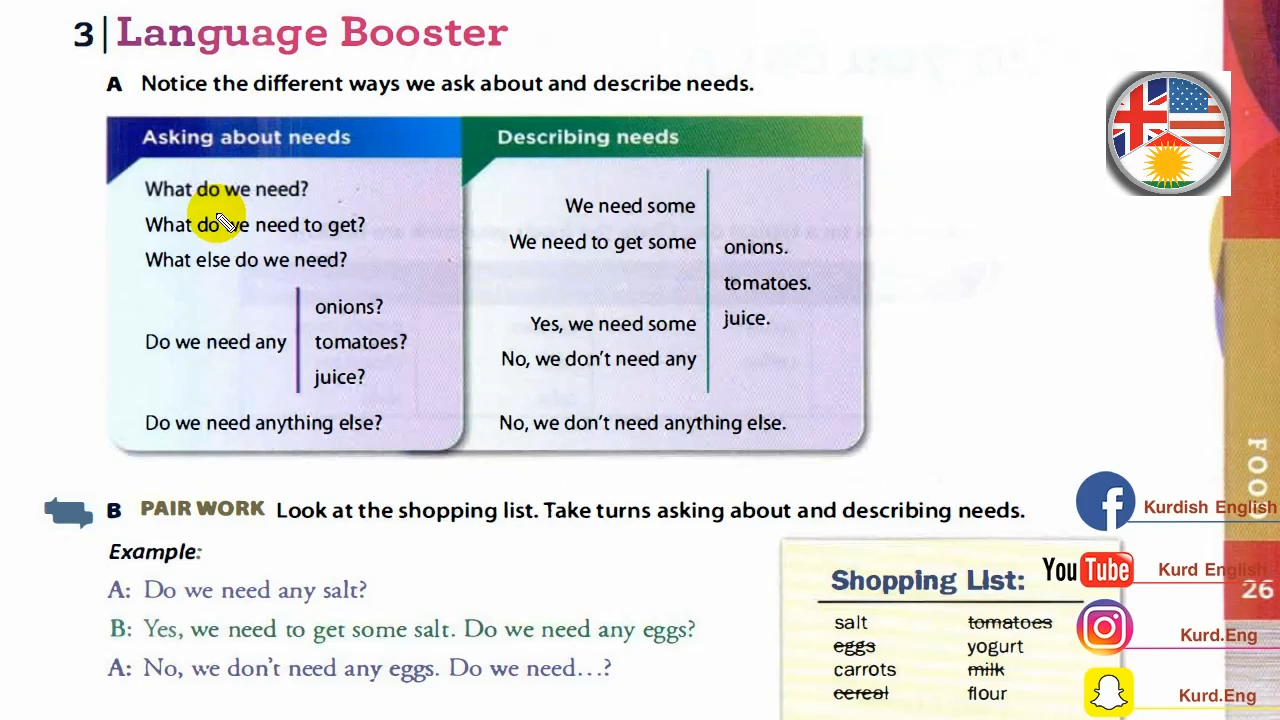 3 | Language Booster
A Notice the different ways we ask about and describe needs.
Asking about needs
What do we need?
What do we need to get?
What else do we need?
Do we need any
onions?
tomatoes?
juice?
Do we need anything else?
Describing needs
We need some
We need to get some
Yes, we need some
No, we don't need any
onions.
tomatoes.
juice.
No, we don't need anything else.
B PAIR WORK Look at the shopping list. Take turns asking about and describing needs.
Example:
A: Do we need any salt?
B: Yes, we need to get some salt. Do we need any eggs?
A: No, we don't need any eggs. Do we need…?
Shopping List:
salt
eggs
carrots
cereal
tomatoes
yogurt
milk
flour
FOOD
26
Kurdish English
YouTube Kurd English
Kurd.Eng
Kurd.Eng